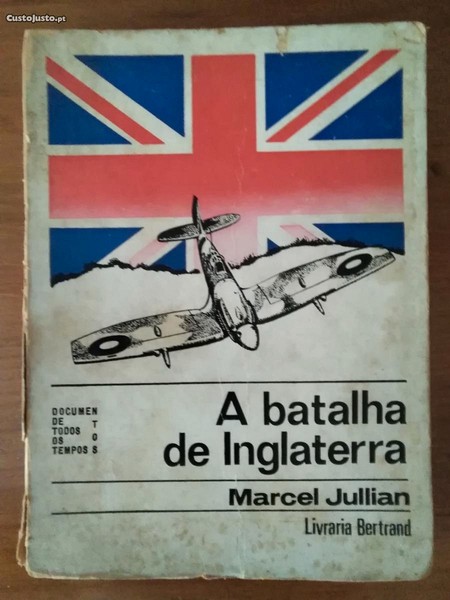 CustoJusto.pt
A batalha
de Inglaterra
DOCUMEN
DE T
TODOS O
OS
TEMPOS S
Marcel Jullian
Livraria Bertrand